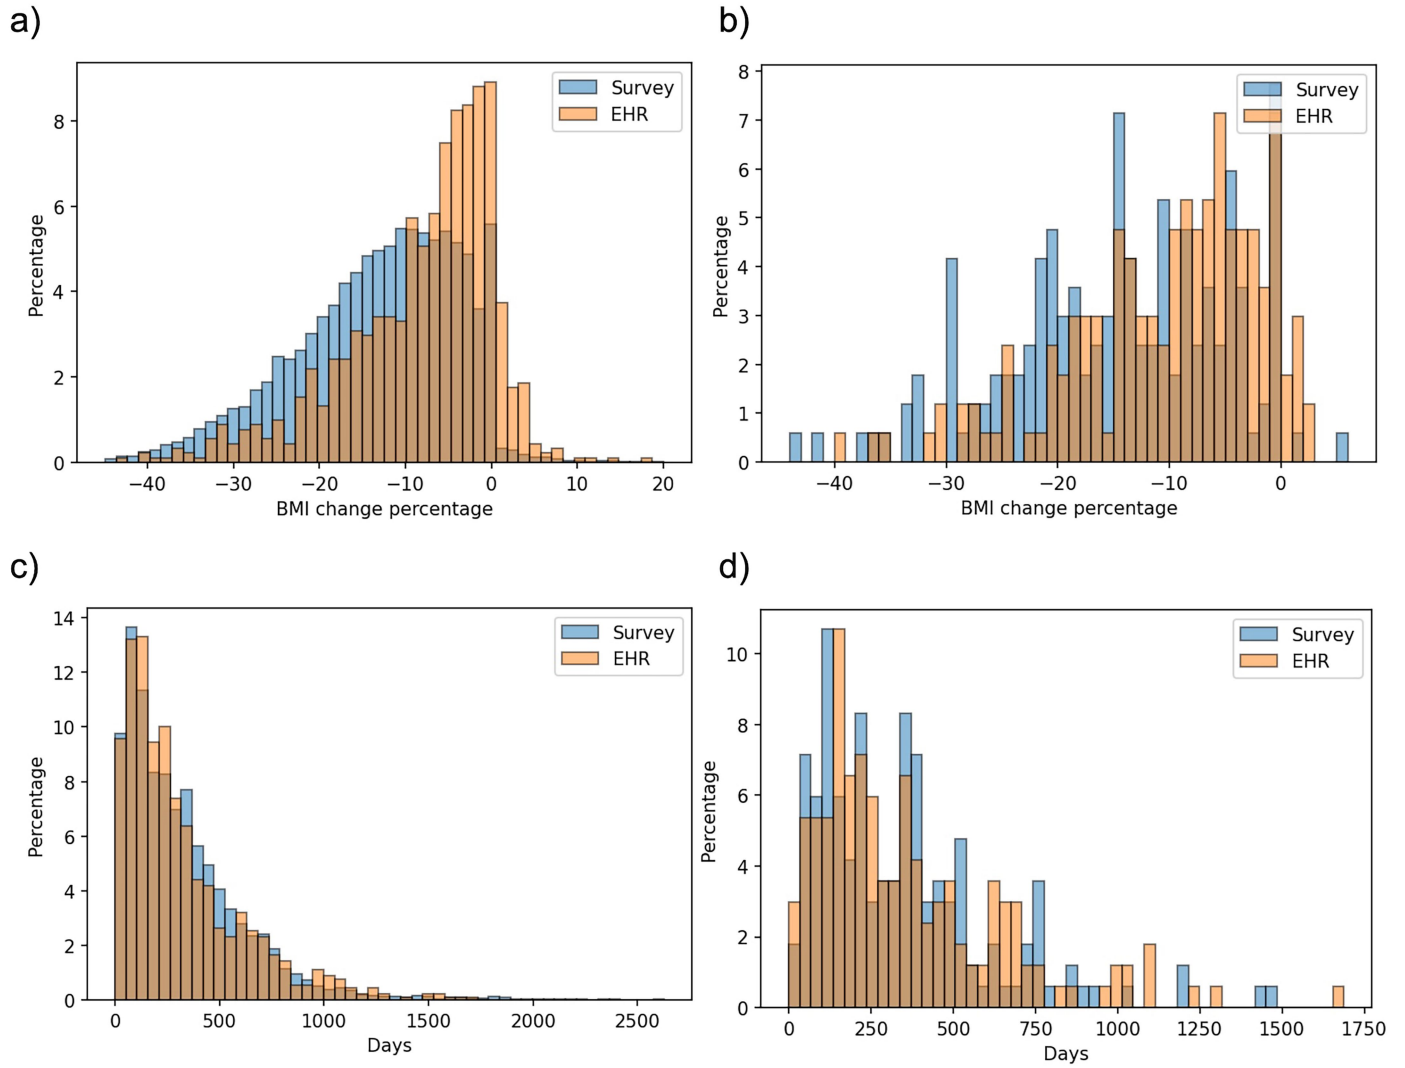 a)
b)
Survey
EHR
8
6
4
2
0
Percentage
−40
−30
−20
−10
0
10
20
BMI change percentage
Survey
EHR
8
7
6
5
4
3
2
1
0
Percentage
−40
−30
−20
−10
0
BMI change percentage
c)
d)
Survey
EHR
14
12
10
8
6
4
2
0
Percentage
0
500
1000
1500
2000
2500
Days
Survey
EHR
10
8
6
4
2
0
Percentage
0
250
500
750
1000
1250
1500
1750
Days